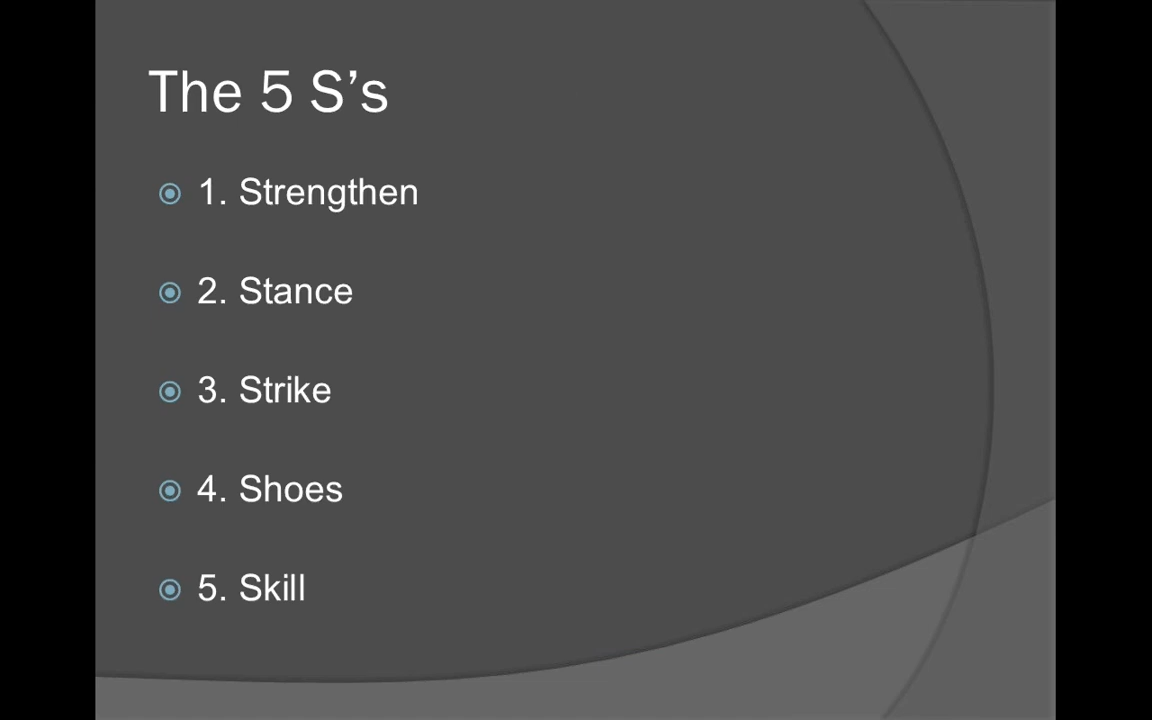 The 5 S’s
1. Strengthen
2. Stance
3. Strike
4. Shoes
5. Skill